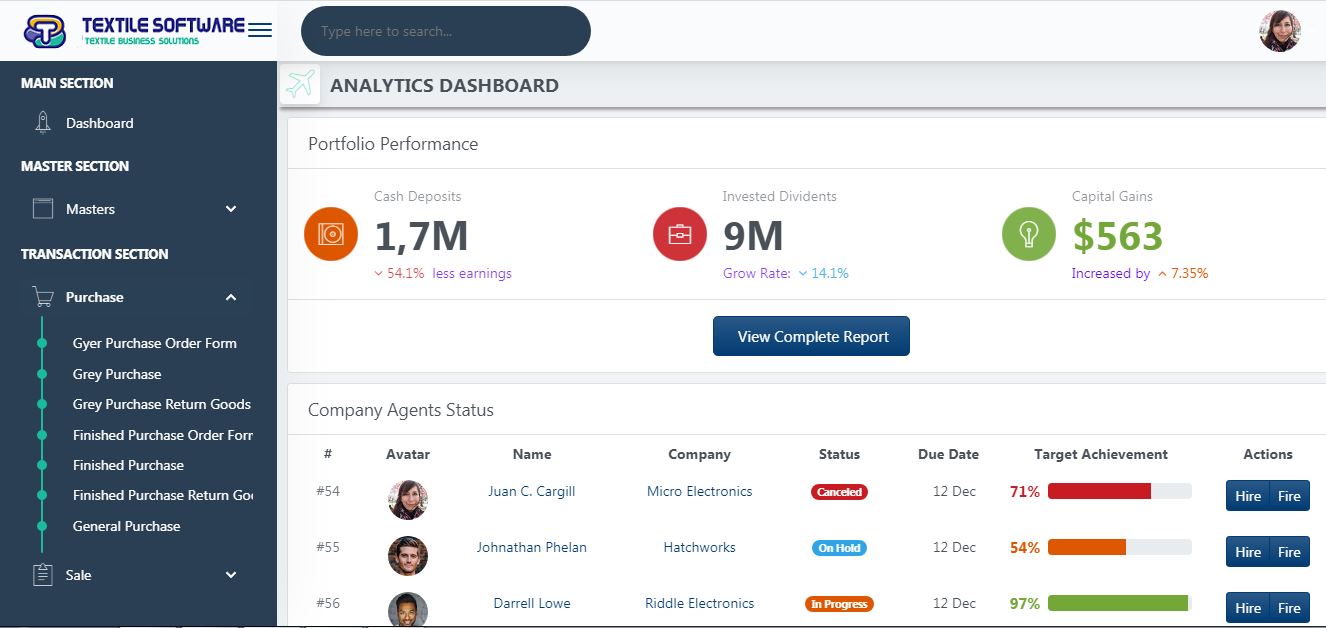 TEXTILE SOFTWARE
TEXTILE BUSINESS SOLUTIONS
Type here to search...
MAIN SECTION
Dashboard
MASTER SECTION
Masters
TRANSACTION SECTION
Purchase
Gyer Purchase Order Form
Grey Purchase
Grey Purchase Return Goods
Finished Purchase Order Forr
Finished Purchase
Finished Purchase Return Go
General Purchase
Sale
ANALYTICS DASHBOARD
Portfolio Performance
Cash Deposits
1,7M
54.1% less earnings
Invested Dividents
9M
Grow Rate: 14.1%
Capital Gains
$563
Increased by 7.35%
View Complete Report
Company Agents Status
# Avatar Name Company Status Due Date Target Achievement Actions
#54 Juan C. Cargill Micro Electronics Canceled 12 Dec 71% Hire Fire
#55 Johnathan Phelan Hatchworks On Hold 12 Dec 54% Hire Fire
#56 Darrell Lowe Riddle Electronics In Progress 12 Dec 97% Hire Fire